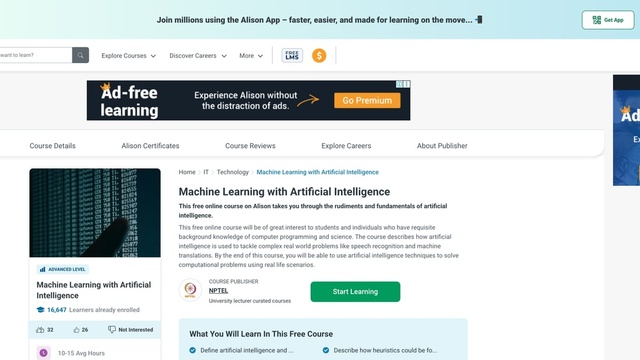 Join millions using the Alison App – faster, easier, and made for learning on the move...
Get App
want to learn?
Explore Courses
Discover Careers
More
FREE
LMS
$
Ad-free
learning
Experience Alison without
the distraction of ads.
Go Premium
Course Details
Alison Certificates
Course Reviews
Explore Careers
About Publisher
Home
IT
Technology
Machine Learning with Artificial Intelligence
Machine Learning with Artificial Intelligence
This free online course on Alison takes you through the rudiments and fundamentals of artificial
intelligence.
This free online course will be of great interest to students and individuals who have requisite
background knowledge of computer programming and science. The course describes how artificial
intelligence is used to tackle complex real world problems like speech recognition and machine
translations. By the end of this course, you will be able to use artificial intelligence techniques to solve
computational problems using real life scenarios.
COURSE PUBLISHER
NPTEL
University lecturer curated courses
Start Learning
ADVANCED LEVEL
Machine Learning with Artificial
Intelligence
16,647 Learners already enrolled
32
26
Not Interested
10-15 Avg Hours
What You Will Learn In This Free Course
Define artificial intelligence and ...
Describe how heuristics could be fo...